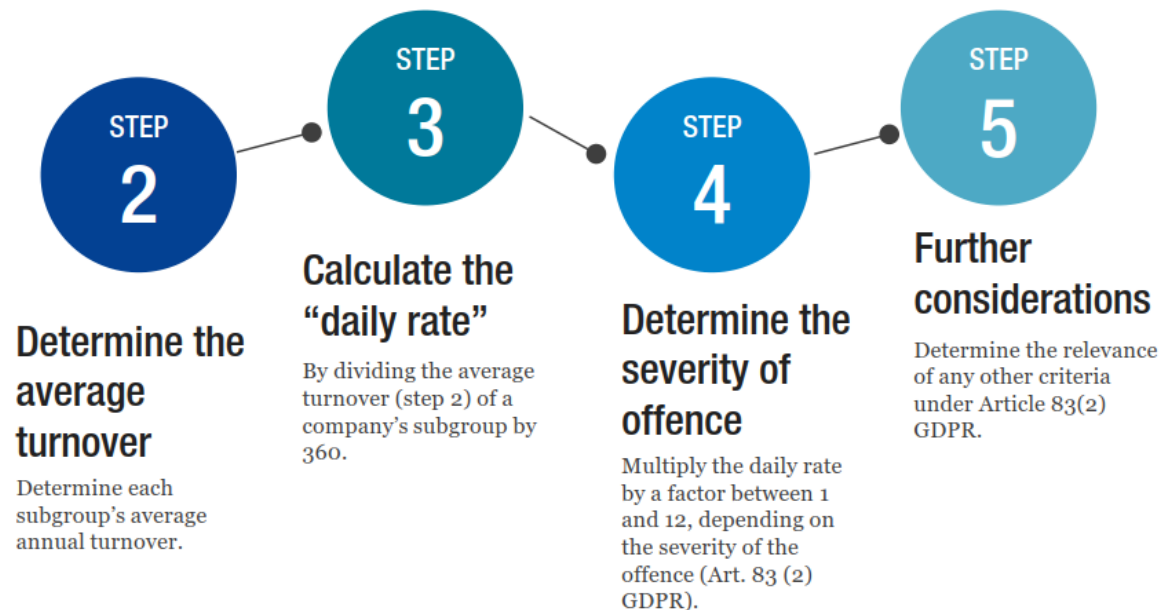 STEP
2
Determine the
average
turnover
Determine each
subgroup’s average
annual turnover.
STEP
3
Calculate the
“daily rate”
By dividing the average
turnover (step 2) of a
company’s subgroup by
360.
STEP
4
Determine the
severity of
offence
Multiply the daily rate
by a factor between 1
and 12, depending on
the severity of the
offence (Art. 83 (2)
GDPR).
STEP
5
Further
considerations
Determine the relevance
of any other criteria
under Article 83(2)
GDPR.